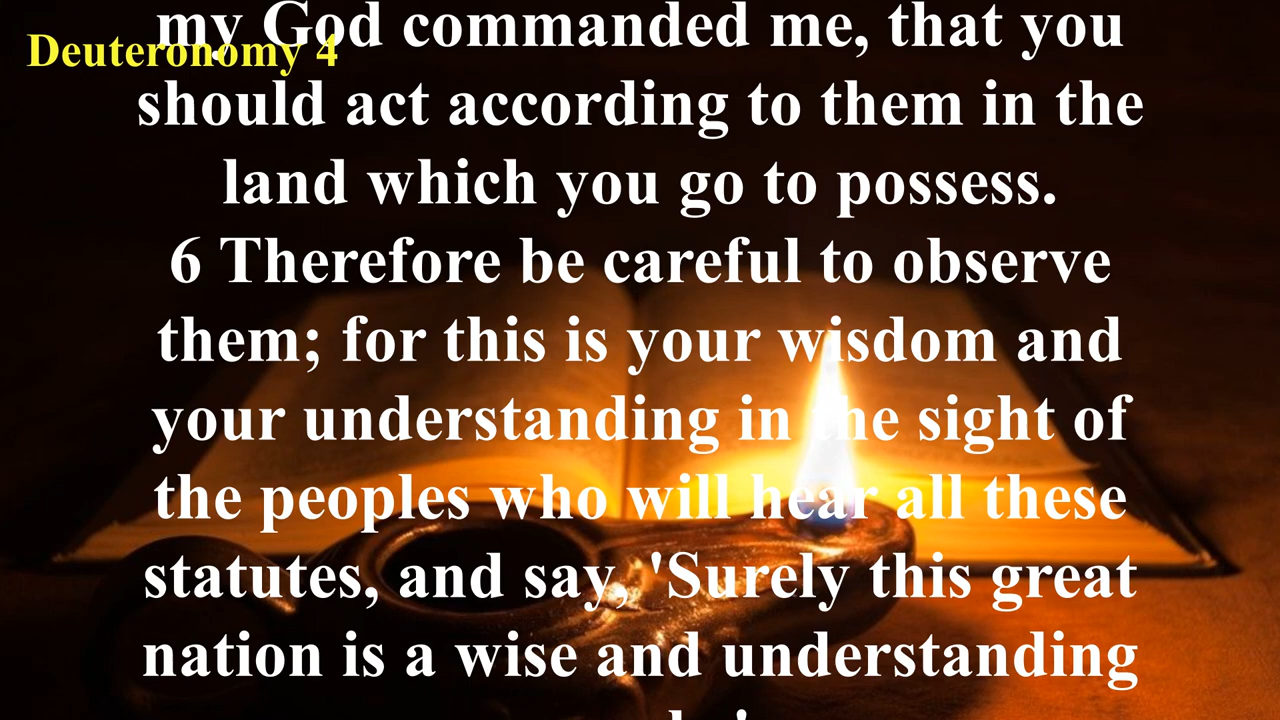 my God commanded me, that you
Deuteronomy 4
should act according to them in the
land which you go to possess.
6 Therefore be careful to observe
them; for this is your wisdom and
your understanding in the sight of
the peoples who will hear all these
statutes, and say, 'Surely this great
nation is a wise and understanding